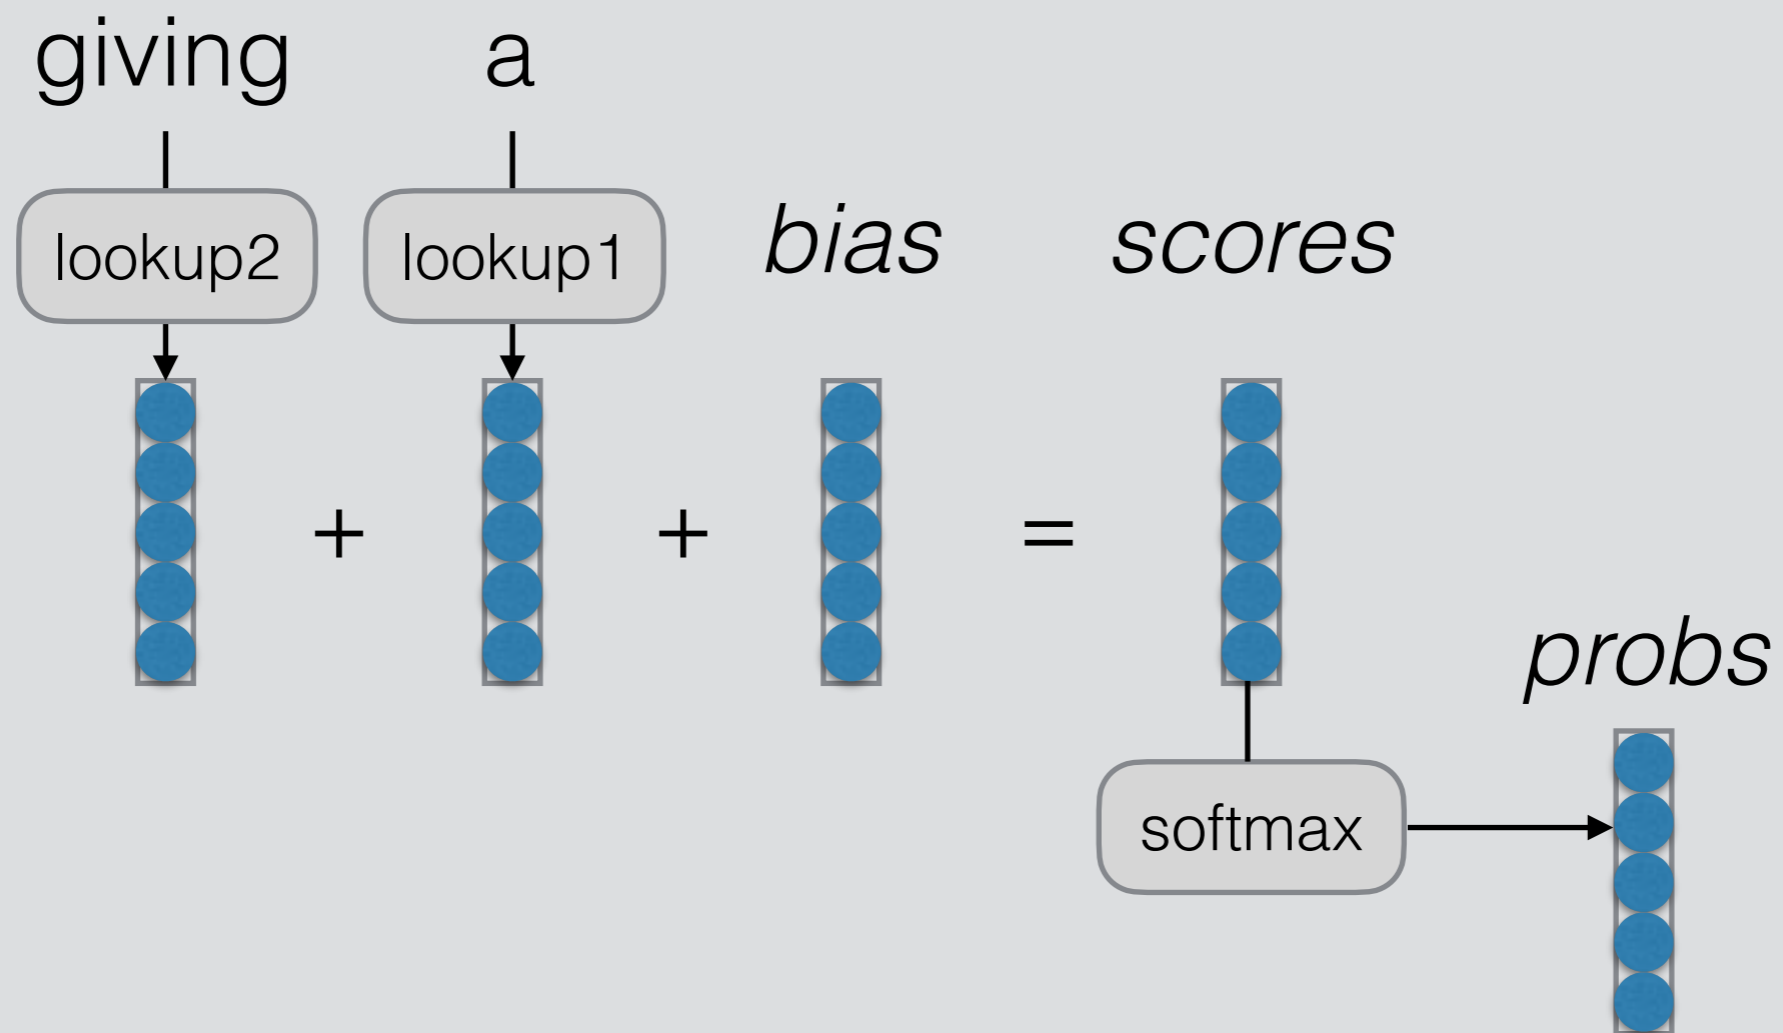 giving a
lookup2 lookup1 bias scores
+ + =
probs
softmax